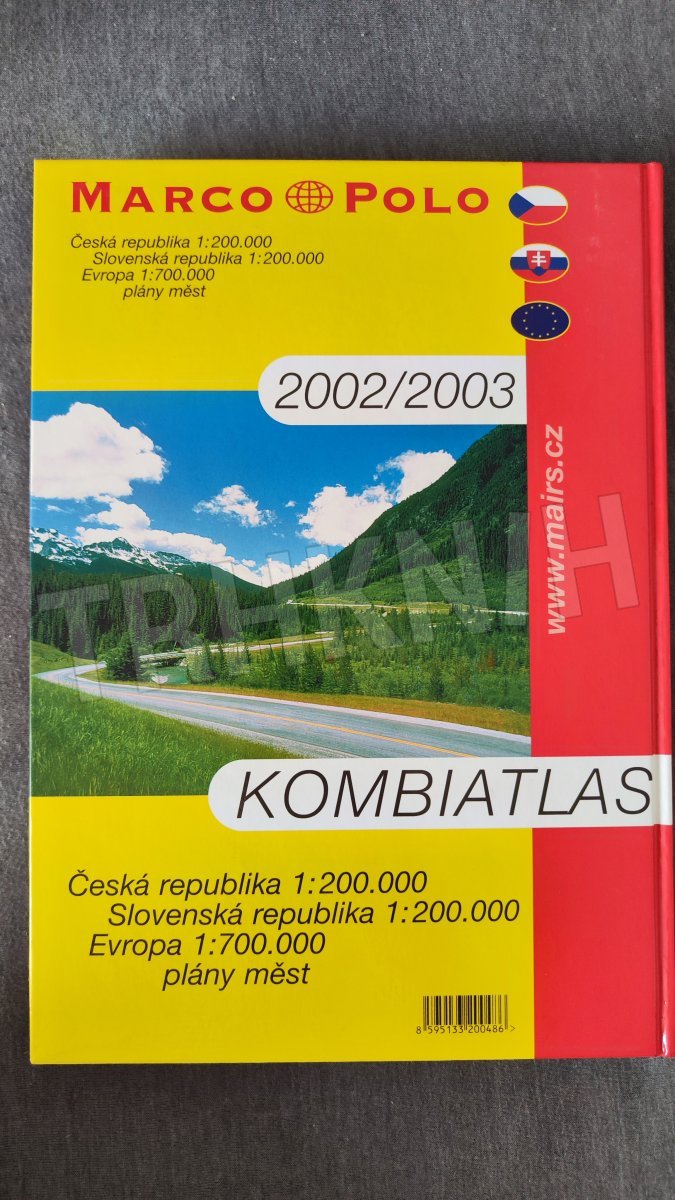 MARCO POLO
Česká republika 1:200.000
Slovenská republika 1:200.000
Evropa 1:700.000
plány měst
2002/2003
www.mairs.cz
TRHKNIH
KOMBIATLAS
Česká republika 1:200.000
Slovenská republika 1:200.000
Evropa 1:700.000
plány měst
8 595133 200486 >